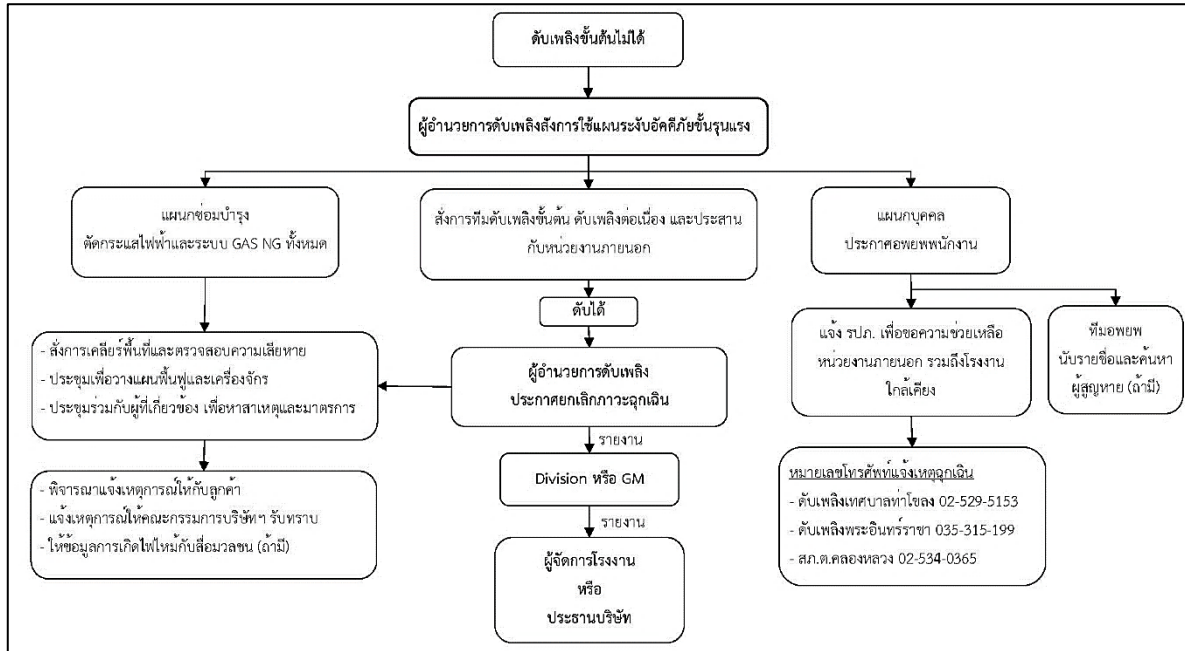 ดับเพลิงขั้นต้นไม่ได้
ผู้อำนวยการดับเพลิงสั่งการใช้แผนระงับอัคคีภัยขั้นรุนแรง
แผนกซ่อมบำรุง
ตัดกระแสไฟฟ้าและระบบ GAS NG ทั้งหมด
สั่งการทีมดับเพลิงขั้นต้น ดับเพลิงต่อเนื่อง และประสาน
กับหน่วยงานภายนอก
แผนกบุคคล
ประกาศอพยพพนักงาน
ดับได้
- สั่งการเคลียร์พื้นที่และตรวจสอบความเสียหาย
- ประชุมเพื่อวางแผนฟื้นฟูและเครื่องจักร
- ประชุมร่วมกับผู้ที่เกี่ยวข้อง เพื่อหาสาเหตุและมาตรการ
ผู้อำนวยการดับเพลิง
ประกาศยกเลิกภาวะฉุกเฉิน
แจ้ง รปภ. เพื่อขอความช่วยเหลือ
หน่วยงานภายนอก รวมถึงโรงงาน
ใกล้เคียง
ทีมอพยพ
นับรายชื่อและค้นหา
ผู้สูญหาย (ถ้ามี)
รายงาน
Division หรือ GM
รายงาน
ผู้จัดการโรงงาน
หรือ
ประธานบริษัท
- พิจารณาแจ้งเหตุการณ์ให้กับลูกค้า
- แจ้งเหตุการณ์ให้คณะกรรมการบริษัทฯ รับทราบ
- ให้ข้อมูลการเกิดไฟไหม้กับสื่อมวลชน (ถ้ามี)
หมายเลขโทรศัพท์แจ้งเหตุฉุกเฉิน
- ดับเพลิงเทศบาลท่าโขลง 02-529-5153
- ดับเพลิงพระอินทร์ราชา 035-315-199
- สภ.ต.คลองหลวง 02-534-0365